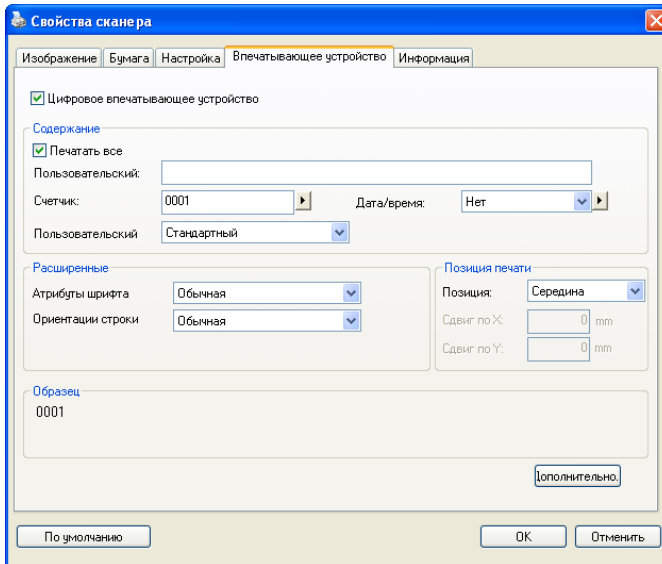 Свойства сканера
Изображение Бумага Настройка Впечатывающее устройство Информация
Цифровое впечатывающее устройство
Содержание
Печатать все
Пользовательский:
Счетчик: 0001 Дата/время: Нет
Пользовательский Стандартный
Расширенные Позиция печати
Атрибуты шрифта Обычная Позиция: Середина
Ориентации строки Обычная Сдвиг по X: 0 mm
Сдвиг по Y: 0 mm
Образец
0001
Дополнительно.
По умолчанию OK Отменить